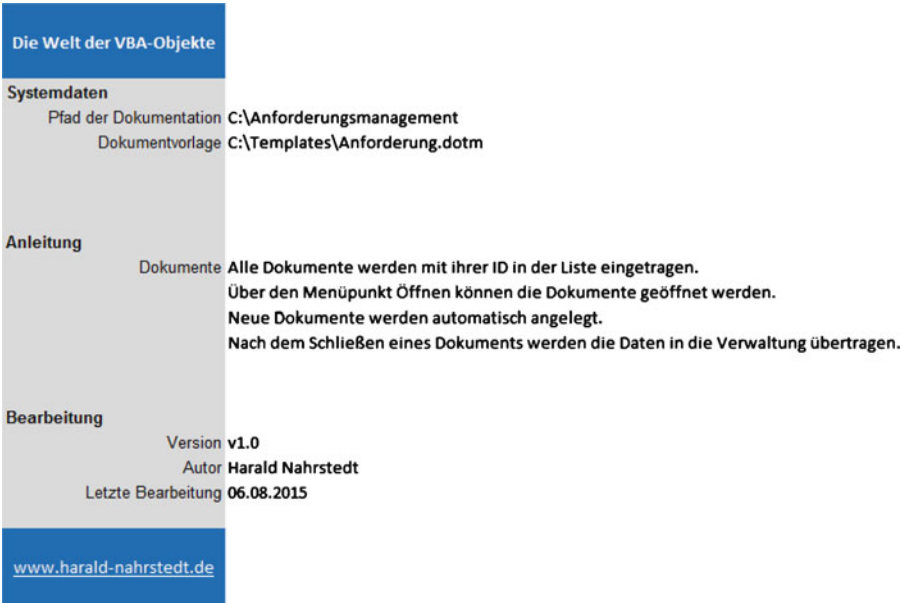 Die Welt der VBA-Objekte
Systemdaten
Pfad der Dokumentation C:\Anforderungsmanagement
Dokumentvorlage C:\Templates\Anforderung.dotm
Anleitung
Dokumente Alle Dokumente werden mit ihrer ID in der Liste eingetragen.
Über den Menüpunkt Öffnen können die Dokumente geöffnet werden.
Neue Dokumente werden automatisch angelegt.
Nach dem Schließen eines Dokuments werden die Daten in die Verwaltung übertragen.
Bearbeitung
Version v1.0
Autor Harald Nahrstedt
Letzte Bearbeitung 06.08.2015
www.harald-nahrstedt.de